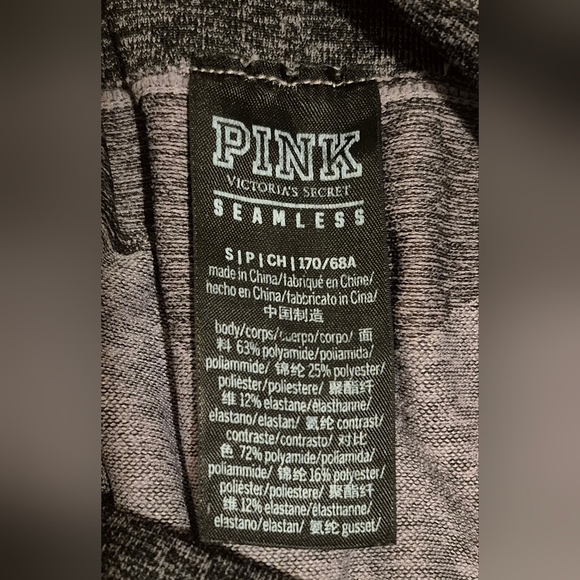 PINK
VICTORIA'S SECRET
SEAMLESS
S|P|CH|170/68A
made in China/fabriqué en Chine/
hecho en China/fabbricato in Cina/
中国制造
body/corps/cuerpo/corpo/ 面
料 63% polyamide/poliamida/
poliammide/ 锦纶 25% polyester/
poliéster/poliestere/ 聚酯纤
维 12% elastane/élasthanne/
elastano/elastan/ 氨纶 contrast/
contraste/contrasto/ 对比
色 72% polyamide/poliamida/
poliammide/ 锦纶 16% polyester/
poliéster/poliestere/ 聚酯纤
维 12% elastane/élasthanne/
elastano/elastan/ 氨纶 gusset/